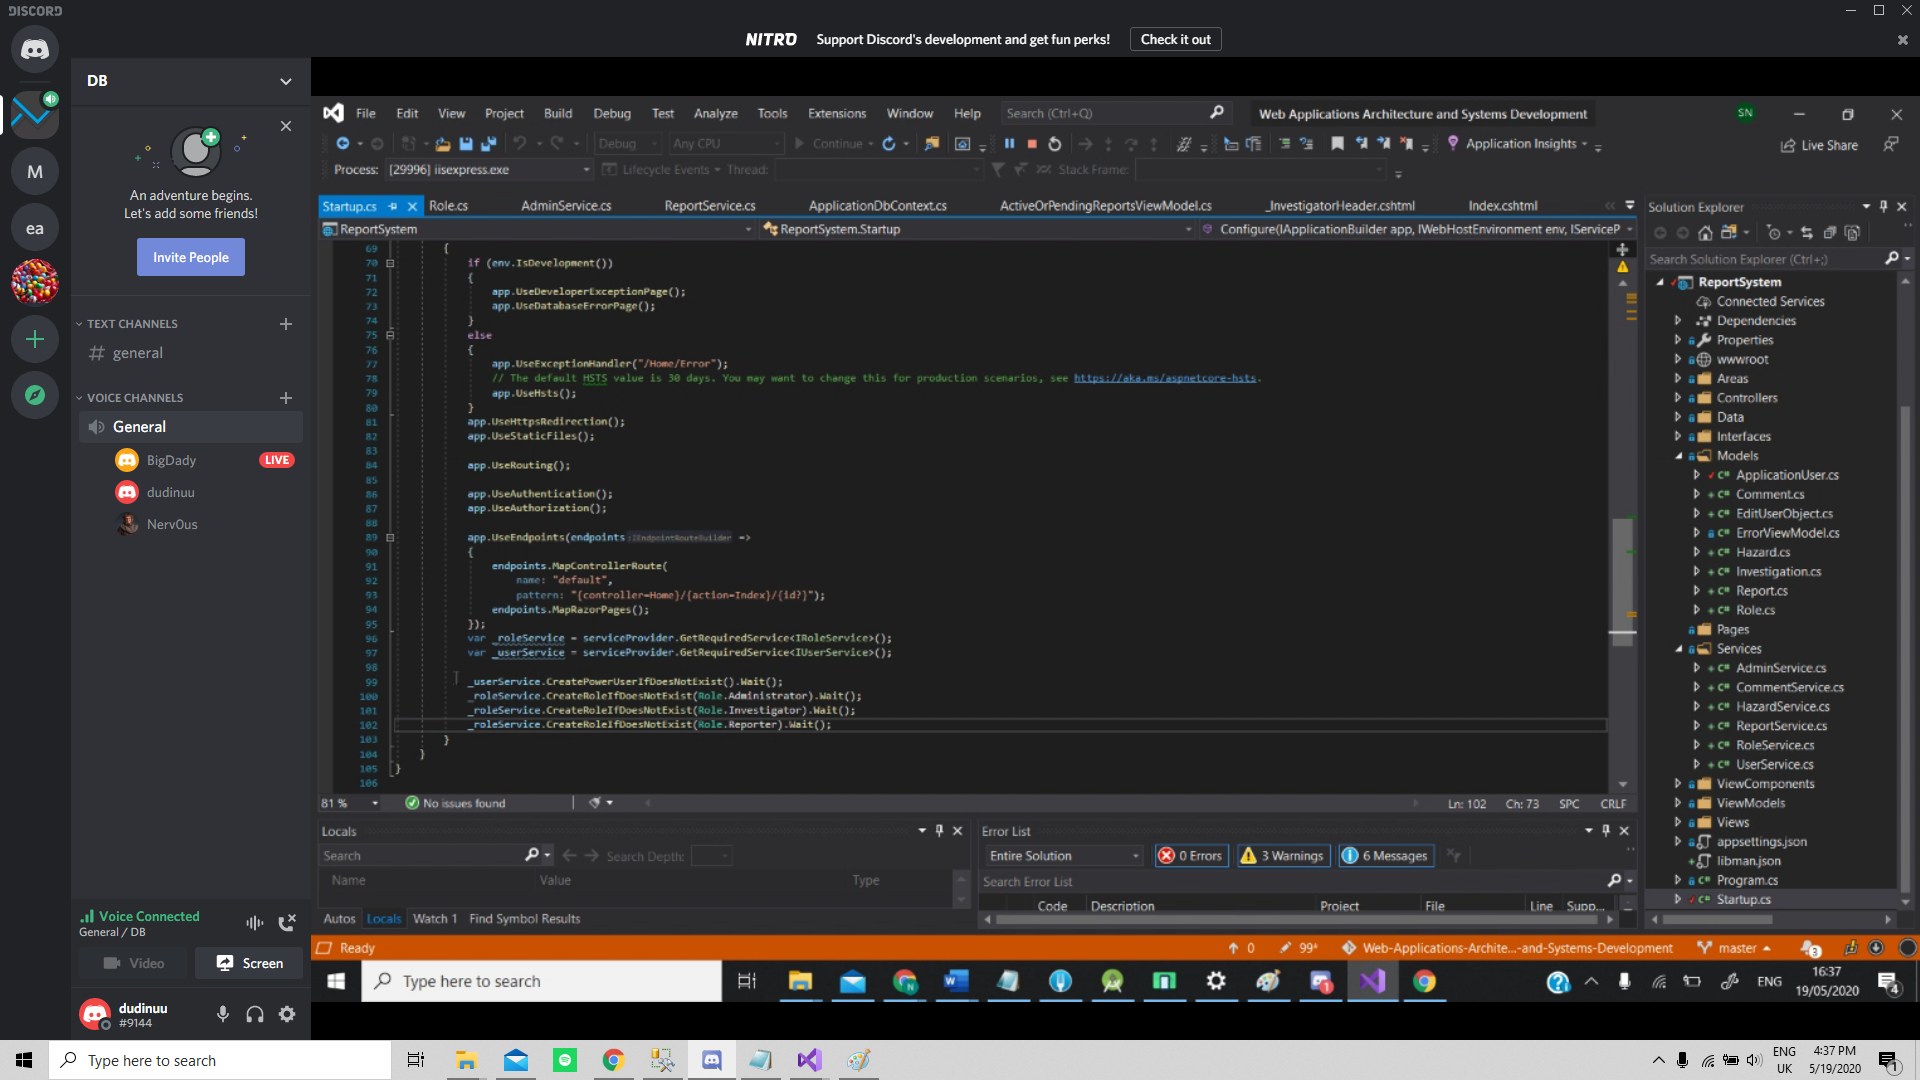 DISCORD
NITRO Support Discord's development and get fun perks! Check it out
DB
An adventure begins.
Let's add some friends!
Invite People
TEXT CHANNELS
general
VOICE CHANNELS
General
BigDady LIVE
dudinuu
Nerv0us
M
ea
Voice Connected
General / DB
Video Screen
dudinuu
#9144
File Edit View Project Build Debug Test Analyze Tools Extensions Window Help Search (Ctrl+Q) Web Applications Architecture and Systems Development SN
Debug Any CPU Continue Application Insights Live Share
Process: [29996] iisexpress.exe Lifecycle Events Thread: Stack Frame:
Startup.cs Role.cs AdminService.cs ReportService.cs ApplicationDbContext.cs ActiveOrPendingReportsViewModel.cs _InvestigatorHeader.cshtml Index.cshtml
ReportSystem ReportSystem.Startup Configure(IApplicationBuilder app, IWebHostEnvironment env, IServiceP
69 {
70 if (env.IsDevelopment())
71 {
72 app.UseDeveloperExceptionPage();
73 app.UseDatabaseErrorPage();
74 }
75 else
76 {
77 app.UseExceptionHandler("/Home/Error");
78 // The default HSTS value is 30 days. You may want to change this for production scenarios, see https://aka.ms/aspnetcore-hsts.
79 app.UseHsts();
80 }
81 app.UseHttpsRedirection();
82 app.UseStaticFiles();
83
84 app.UseRouting();
85
86 app.UseAuthentication();
87 app.UseAuthorization();
88
89 app.UseEndpoints(endpoints :IEndpointRouteBuilder =>
90 {
91 endpoints.MapControllerRoute(
92 name: "default",
93 pattern: "{controller=Home}/{action=Index}/{id?}");
94 endpoints.MapRazorPages();
95 });
96 var _roleService = serviceProvider.GetRequiredService<IRoleService>();
97 var _userService = serviceProvider.GetRequiredService<IUserService>();
98
99 _userService.CreatePowerUserIfDoesNotExist().Wait();
100 _roleService.CreateRoleIfDoesNotExist(Role.Administrator).Wait();
101 _roleService.CreateRoleIfDoesNotExist(Role.Investigator).Wait();
102 _roleService.CreateRoleIfDoesNotExist(Role.Reporter).Wait();
103 }
104 }
105 }
106
81 % No issues found Ln: 102 Ch: 73 SPC CRLF
Locals
Search Search Depth:
Name Value Type
Autos Locals Watch 1 Find Symbol Results
Error List
Entire Solution 0 Errors 3 Warnings 6 Messages
Search Error List
Code Description Project File Line Supp...
Solution Explorer
Search Solution Explorer (Ctrl+;)
ReportSystem
Connected Services
Dependencies
Properties
wwwroot
Areas
Controllers
Data
Interfaces
Models
C# ApplicationUser.cs
C# Comment.cs
C# EditUserObject.cs
C# ErrorViewModel.cs
C# Hazard.cs
C# Investigation.cs
C# Report.cs
C# Role.cs
Pages
Services
C# AdminService.cs
C# CommentService.cs
C# HazardService.cs
C# ReportService.cs
C# RoleService.cs
C# UserService.cs
ViewComponents
ViewModels
Views
appsettings.json
libman.json
C# Program.cs
C# Startup.cs
Ready 0 99+ Web-Applications-Archite...-and-Systems-Development master 3
Type here to search ENG 16:37 19/05/2020 4
Type here to search ENG UK 4:37 PM 5/19/2020 1